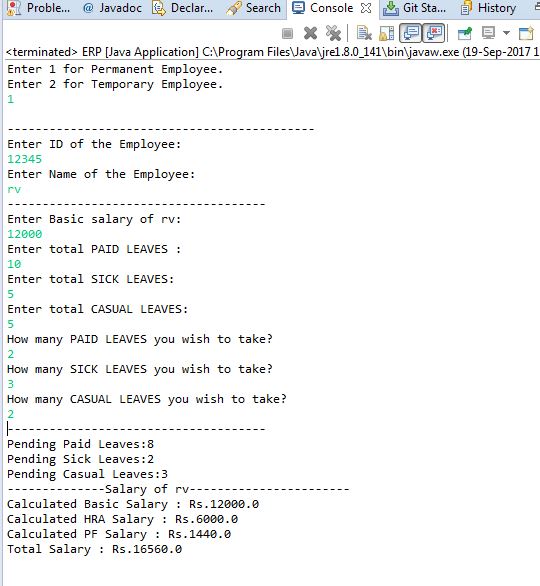 Proble...
@ Javadoc
Declar...
Search
Console
Git Sta...
History
<terminated> ERP [Java Application] C:\Program Files\Java\jre1.8.0_141\bin\javaw.exe (19-Sep-2017 1
Enter 1 for Permanent Employee.
Enter 2 for Temporary Employee.
1
--------------------------------------------
Enter ID of the Employee:
12345
Enter Name of the Employee:
rv
-------------------------------------
Enter Basic salary of rv:
12000
Enter total PAID LEAVES :
10
Enter total SICK LEAVES:
5
Enter total CASUAL LEAVES:
5
How many PAID LEAVES you wish to take?
2
How many SICK LEAVES you wish to take?
3
How many CASUAL LEAVES you wish to take?
2
-------------------------------------
Pending Paid Leaves:8
Pending Sick Leaves:2
Pending Casual Leaves:3
--------------Salary of rv-----------------------
Calculated Basic Salary : Rs.12000.0
Calculated HRA Salary : Rs.6000.0
Calculated PF Salary : Rs.1440.0
Total Salary : Rs.16560.0